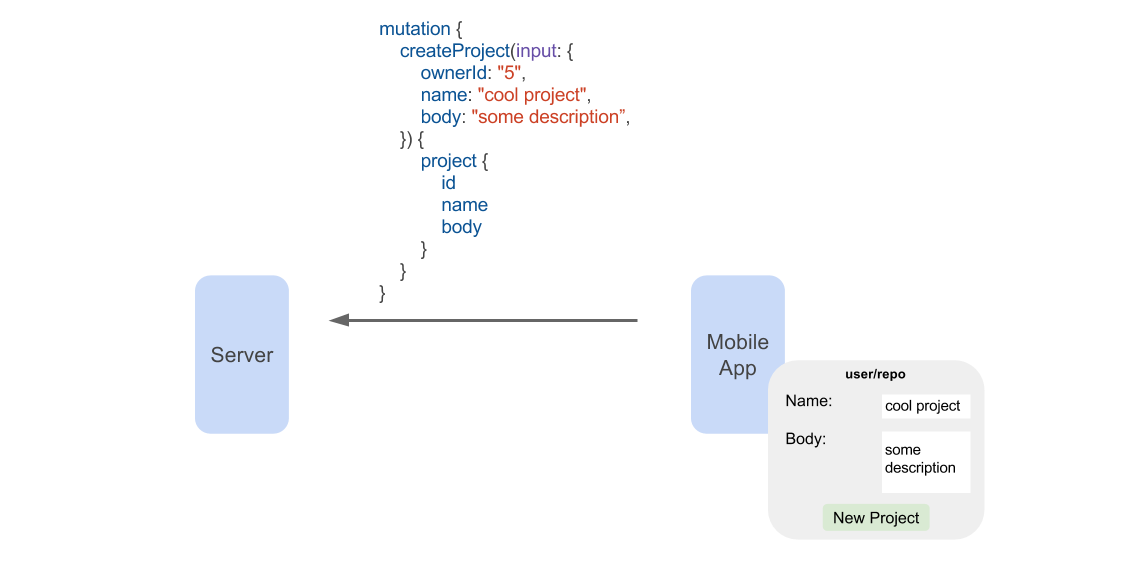 mutation {
createProject(input: {
ownerId: "5",
name: "cool project",
body: "some description”,
}) {
project {
id
name
body
}
}
}
Server
Mobile
App
user/repo
Name:
cool project
Body:
some
description
New Project